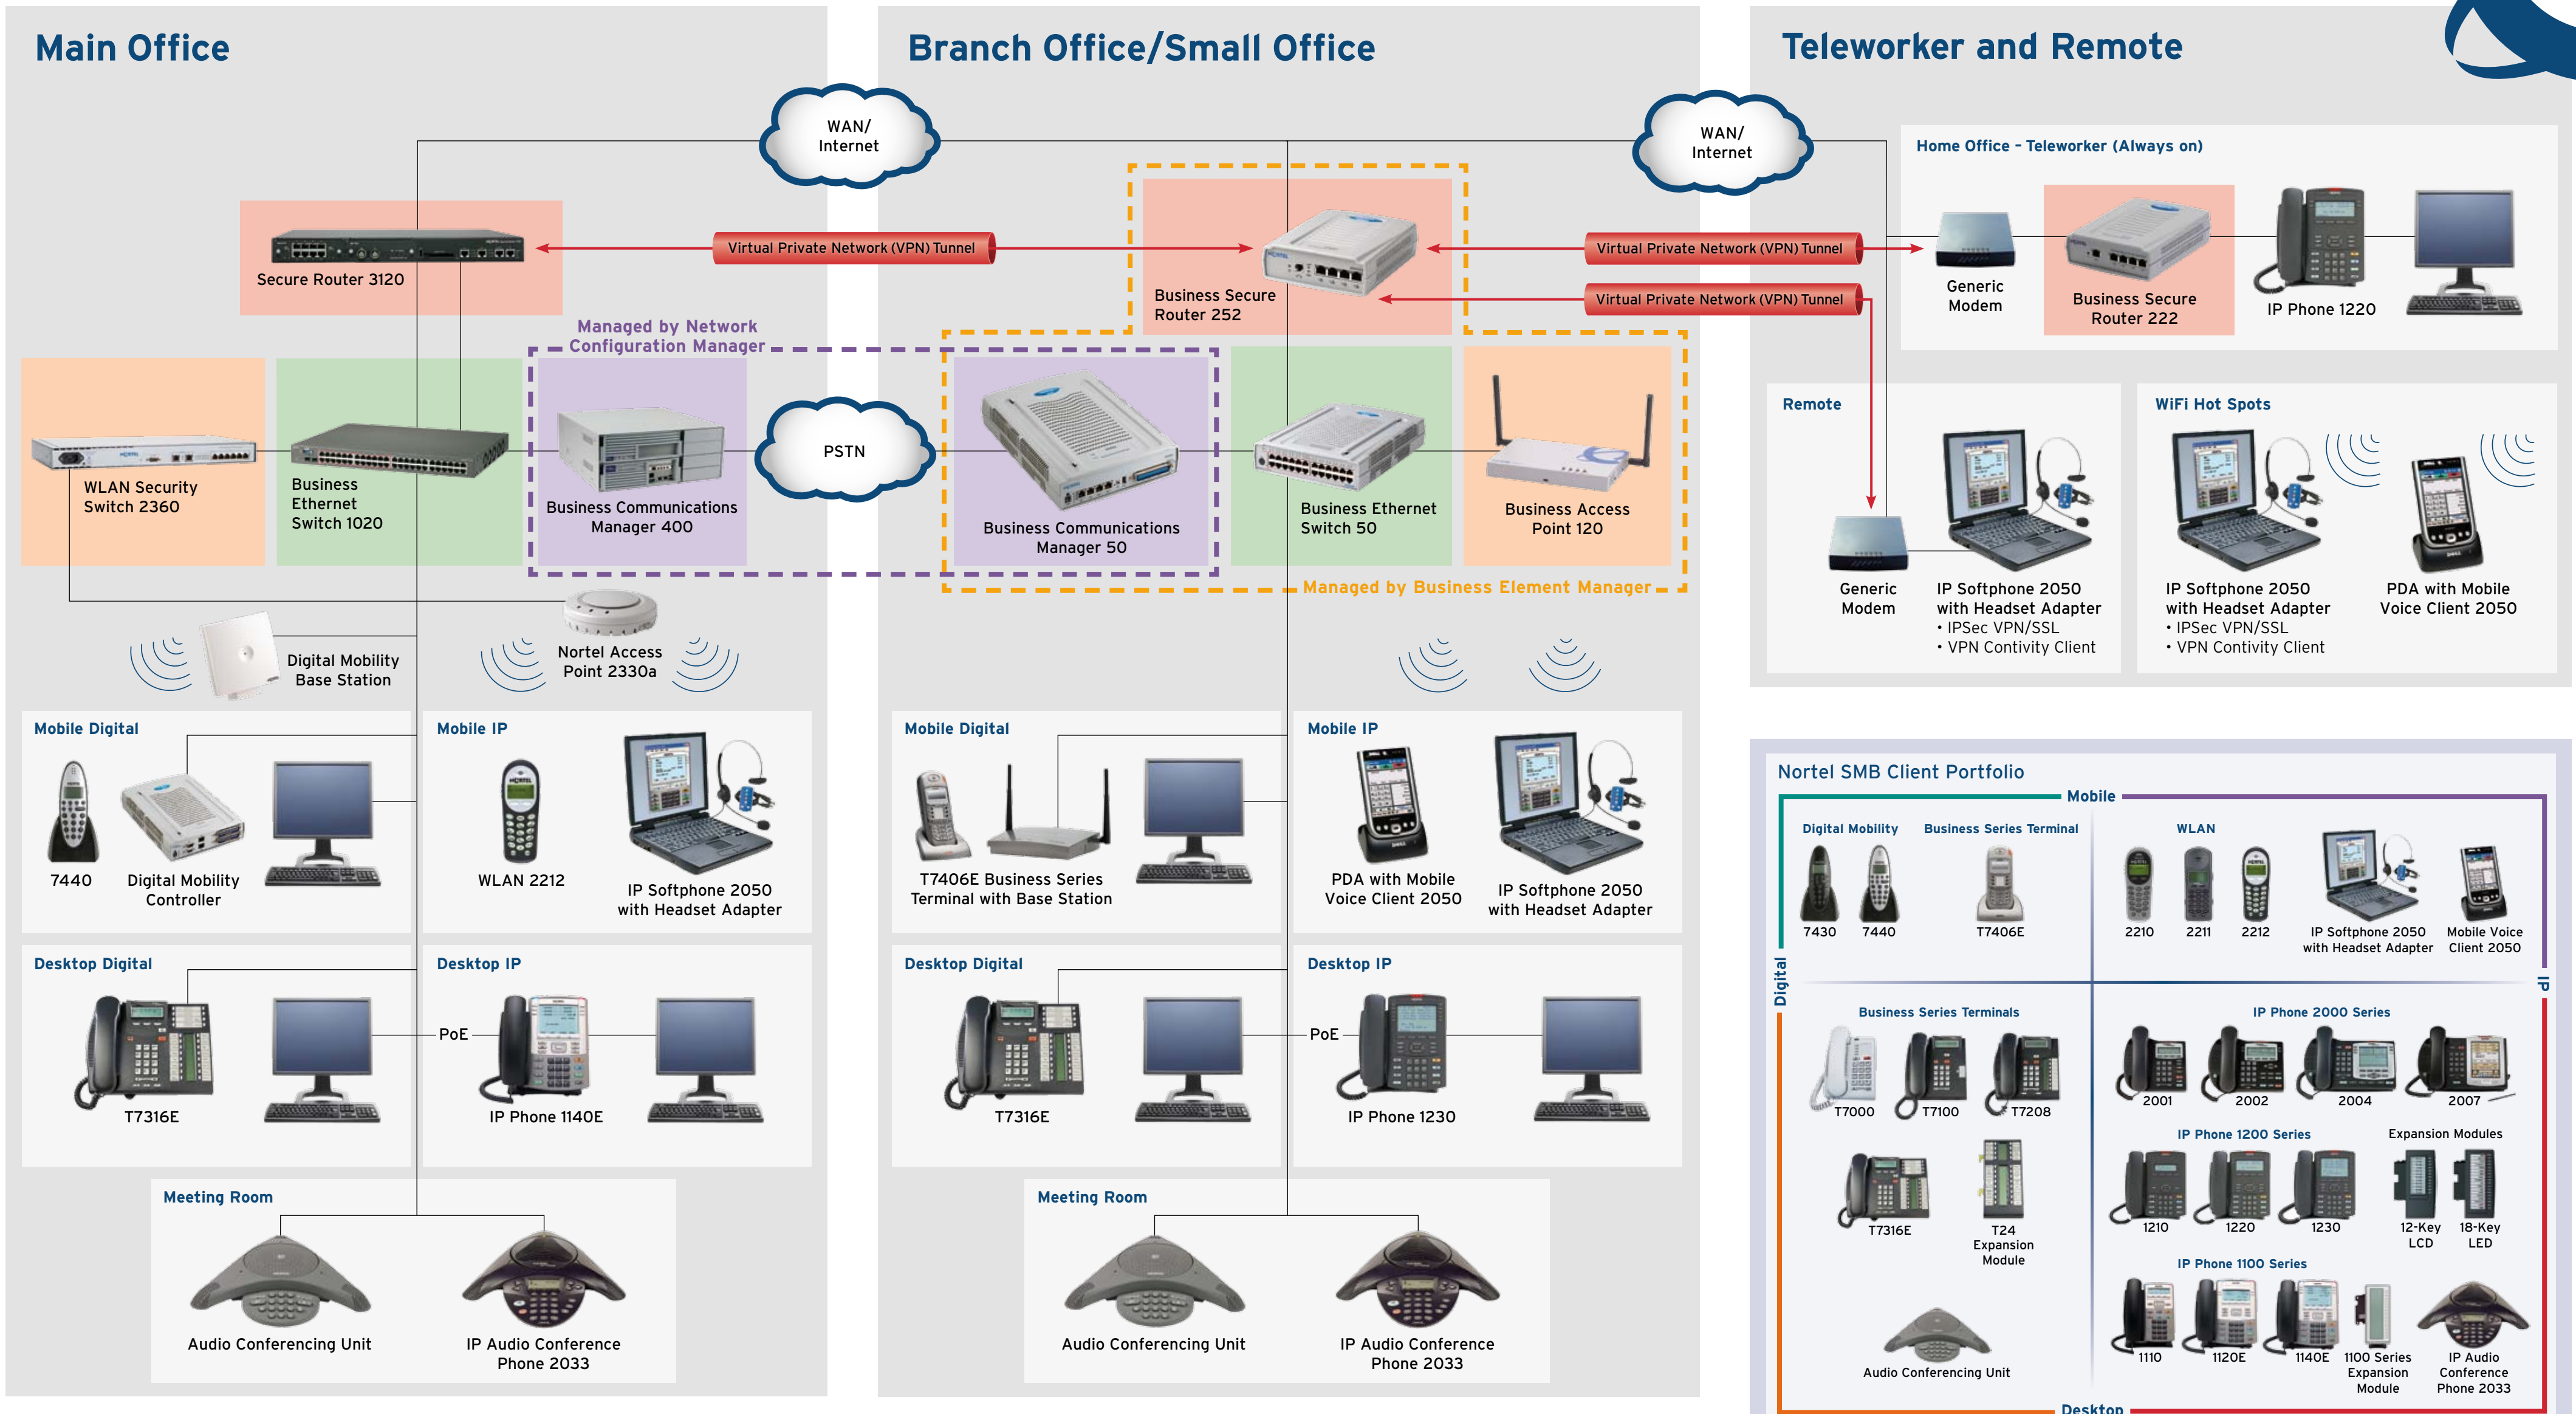 Main Office
WAN/
Internet
Secure Router 3120
Virtual Private Network (VPN) Tunnel
Managed by Network
Configuration Manager
WLAN Security
Switch 2360
Business
Ethernet
Switch 1020
Business Communications
Manager 400
PSTN
Digital Mobility
Base Station
Nortel Access
Point 2330a
Mobile Digital
7440
Digital Mobility
Controller
Mobile IP
WLAN 2212
IP Softphone 2050
with Headset Adapter
Desktop Digital
T7316E
PoE
Desktop IP
IP Phone 1140E
Meeting Room
Audio Conferencing Unit
IP Audio Conference
Phone 2033
Branch Office/Small Office
WAN/
Internet
Business Secure
Router 252
Virtual Private Network (VPN) Tunnel
Virtual Private Network (VPN) Tunnel
Business Communications
Manager 50
Business Ethernet
Switch 50
Business Access
Point 120
Managed by Business Element Manager
Mobile Digital
T7406E Business Series
Terminal with Base Station
Mobile IP
PDA with Mobile
Voice Client 2050
IP Softphone 2050
with Headset Adapter
Desktop Digital
T7316E
PoE
Desktop IP
IP Phone 1230
Meeting Room
Audio Conferencing Unit
IP Audio Conference
Phone 2033
Teleworker and Remote
Home Office – Teleworker (Always on)
Generic
Modem
Business Secure
Router 222
IP Phone 1220
Remote
Generic
Modem
IP Softphone 2050
with Headset Adapter
• IPSec VPN/SSL
• VPN Contivity Client
WiFi Hot Spots
IP Softphone 2050
with Headset Adapter
• IPSec VPN/SSL
• VPN Contivity Client
PDA with Mobile
Voice Client 2050
Nortel SMB Client Portfolio
Mobile
Digital
IP
Digital Mobility
7430
7440
Business Series Terminal
T7406E
WLAN
2210
2211
2212
IP Softphone 2050
with Headset Adapter
Mobile Voice
Client 2050
Business Series Terminals
T7000
T7100
T7208
T7316E
T24
Expansion
Module
Audio Conferencing Unit
IP Phone 2000 Series
2001
2002
2004
2007
IP Phone 1200 Series
1210
1220
1230
Expansion Modules
12-Key
LCD
18-Key
LED
IP Phone 1100 Series
1110
1120E
1140E
1100 Series
Expansion
Module
IP Audio
Conference
Phone 2033
Desktop